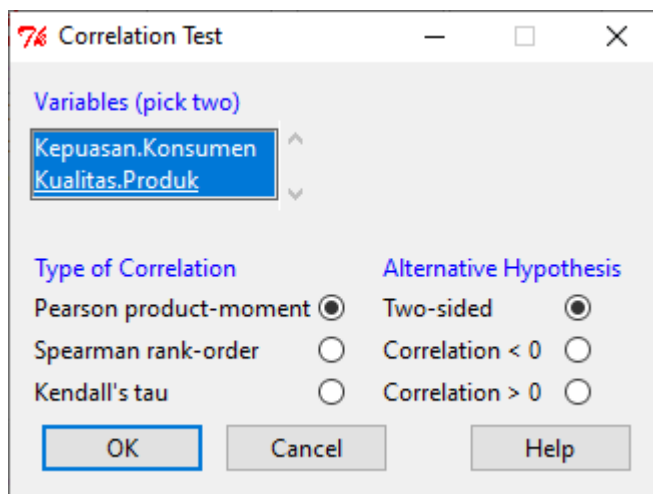 Correlation Test
Variables (pick two)
Kepuasan.Konsumen
Kualitas.Produk
Type of Correlation
Alternative Hypothesis
Pearson product-moment
Two-sided
Spearman rank-order
Correlation < 0
Kendall's tau
Correlation > 0
OK
Cancel
Help